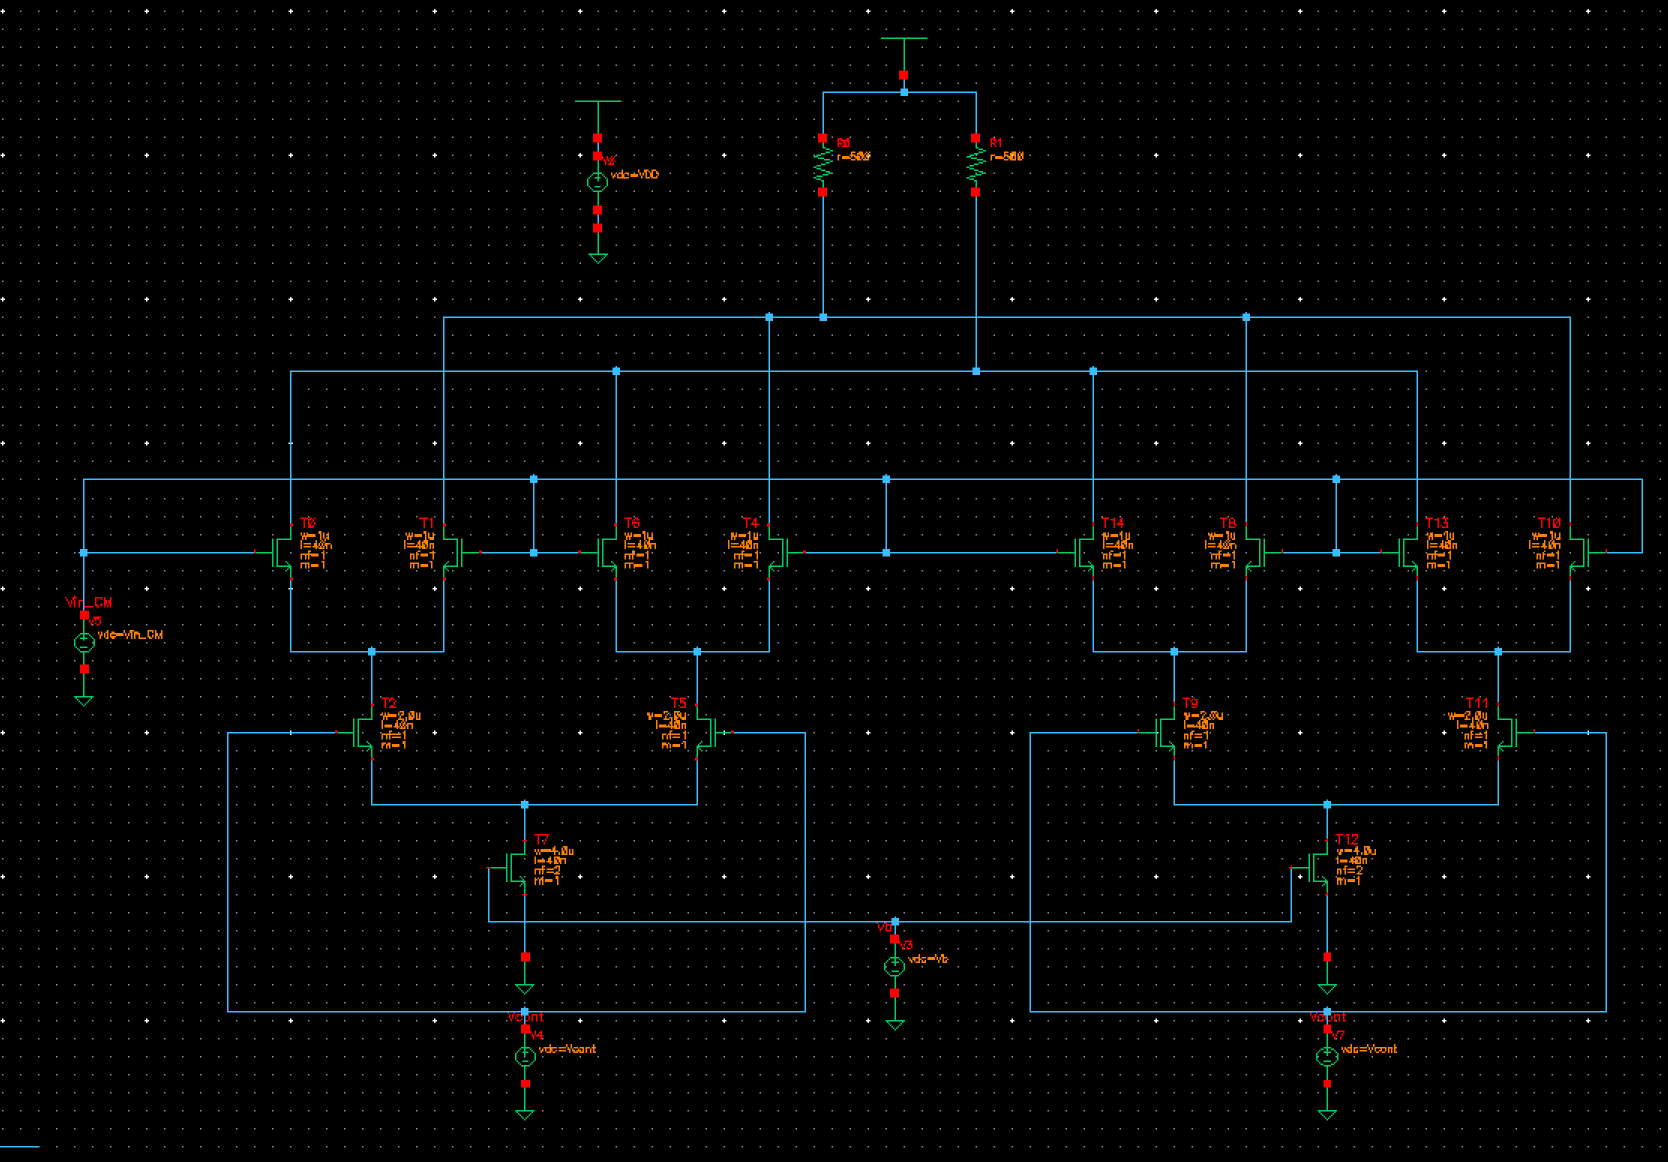 R0
r=500
R1
r=500
V6
vdc=VDD
T0
w=1u
l=40n
nf=1
m=1
T1
w=1u
l=40n
nf=1
m=1
T6
w=1u
l=40n
nf=1
m=1
T4
w=1u
l=40n
nf=1
m=1
T14
w=1u
l=40n
nf=1
m=1
T8
w=1u
l=40n
nf=1
m=1
T13
w=1u
l=40n
nf=1
m=1
T10
w=1u
l=40n
nf=1
m=1
Vin_CM
V5
vdc=Vin_CM
T2
w=2.0u
l=40n
nf=1
m=1
T5
w=2.0u
l=40n
nf=1
m=1
T9
w=2.0u
l=40n
nf=1
m=1
T11
w=2.0u
l=40n
nf=1
m=1
T7
w=4.0u
l=40n
nf=2
m=1
T12
w=4.0u
l=40n
nf=2
m=1
Vb
V3
vdc=Vb
Vcont
V4
vdc=Vcont
Vcont
V7
vdc=Vcont